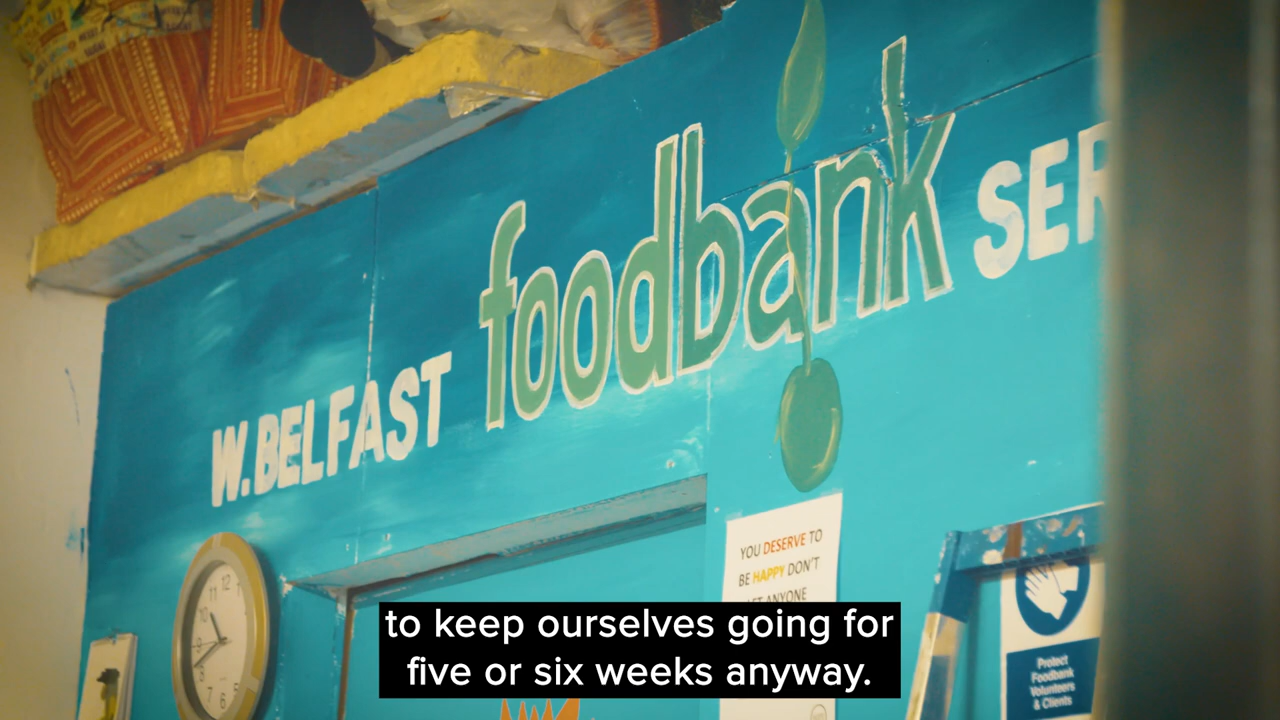 W.BELFAST foodbank SER
YOU DESERVE TO
BE HAPPY DON'T
ANYONE
Protect
Foodbank
Volunteers
& Clients
to keep ourselves going for
five or six weeks anyway.